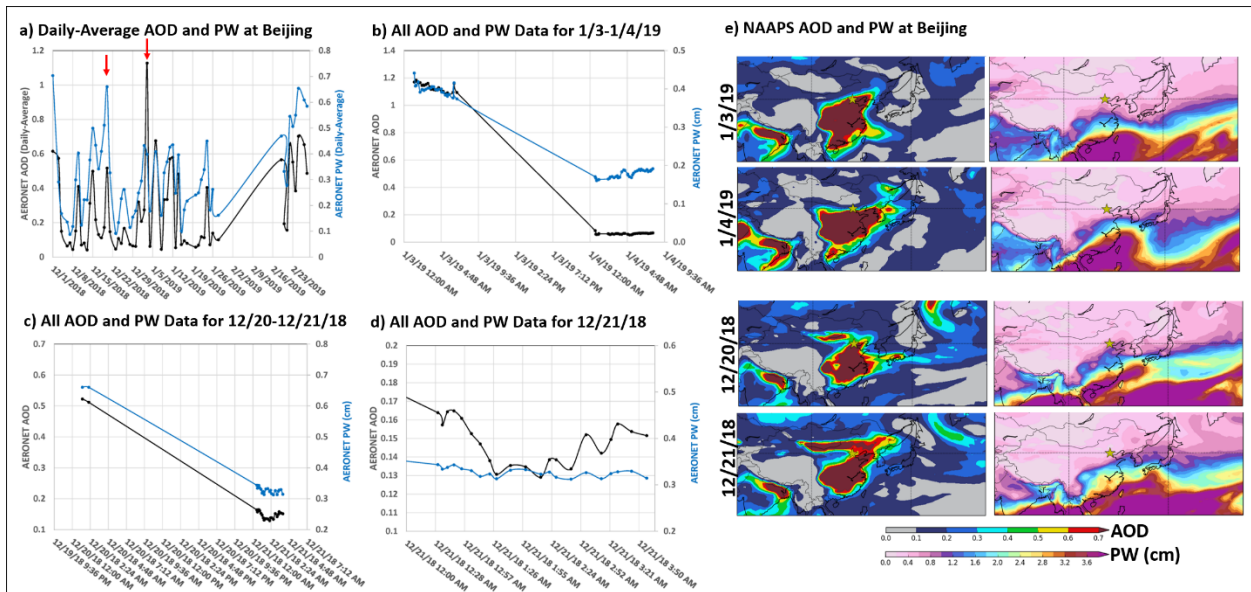 a) Daily-Average AOD and PW at Beijing
AERONET AOD (Daily-Average)
1.2
1
0.8
0.6
0.4
0.2
0
AERONET PW (Daily-Average)
0.8
0.7
0.6
0.5
0.4
0.3
0.2
0.1
0
12/1/2018
12/8/2018
12/15/2018
12/22/2018
12/29/2018
1/5/2019
1/12/2019
1/19/2019
1/26/2019
2/2/2019
2/9/2019
2/16/2019
2/23/2019
b) All AOD and PW Data for 1/3-1/4/19
AERONET AOD
1.4
1.2
1
0.8
0.6
0.4
0.2
0
AERONET PW (cm)
0.5
0.4
0.3
0.2
0.1
0.0
1/3/19 12:00 AM
1/3/19 4:48 AM
1/3/19 9:36 AM
1/3/19 2:24 PM
1/3/19 7:12 PM
1/4/19 12:00 AM
1/4/19 4:48 AM
1/4/19 9:36 AM
c) All AOD and PW Data for 12/20-12/21/18
AERONET AOD
0.7
0.6
0.5
0.4
0.3
0.2
0.1
AERONET PW (cm)
0.8
0.7
0.6
0.5
0.4
0.3
0.2
12/19/18 9:36 PM
12/20/18 12:00 AM
12/20/18 2:24 AM
12/20/18 4:48 AM
12/20/18 7:12 AM
12/20/18 9:36 AM
12/20/18 12:00 PM
12/20/18 2:24 PM
12/20/18 4:48 PM
12/20/18 7:12 PM
12/20/18 9:36 PM
12/21/18 12:00 AM
12/21/18 2:24 AM
12/21/18 4:48 AM
12/21/18 7:12 AM
d) All AOD and PW Data for 12/21/18
AERONET AOD
0.2
0.19
0.18
0.17
0.16
0.15
0.14
0.13
0.12
0.11
0.1
AERONET PW (cm)
0.6
0.5
0.4
0.3
0.2
12/21/18 12:00 AM
12/21/18 12:28 AM
12/21/18 12:57 AM
12/21/18 1:26 AM
12/21/18 1:55 AM
12/21/18 2:24 AM
12/21/18 2:52 AM
12/21/18 3:21 AM
12/21/18 3:50 AM
e) NAAPS AOD and PW at Beijing
1/3/19
1/4/19
12/20/18
12/21/18
AOD
0.0 0.1 0.2 0.3 0.4 0.5 0.6 0.7
PW (cm)
0.0 0.4 0.8 1.2 1.6 2.0 2.4 2.8 3.2 3.6